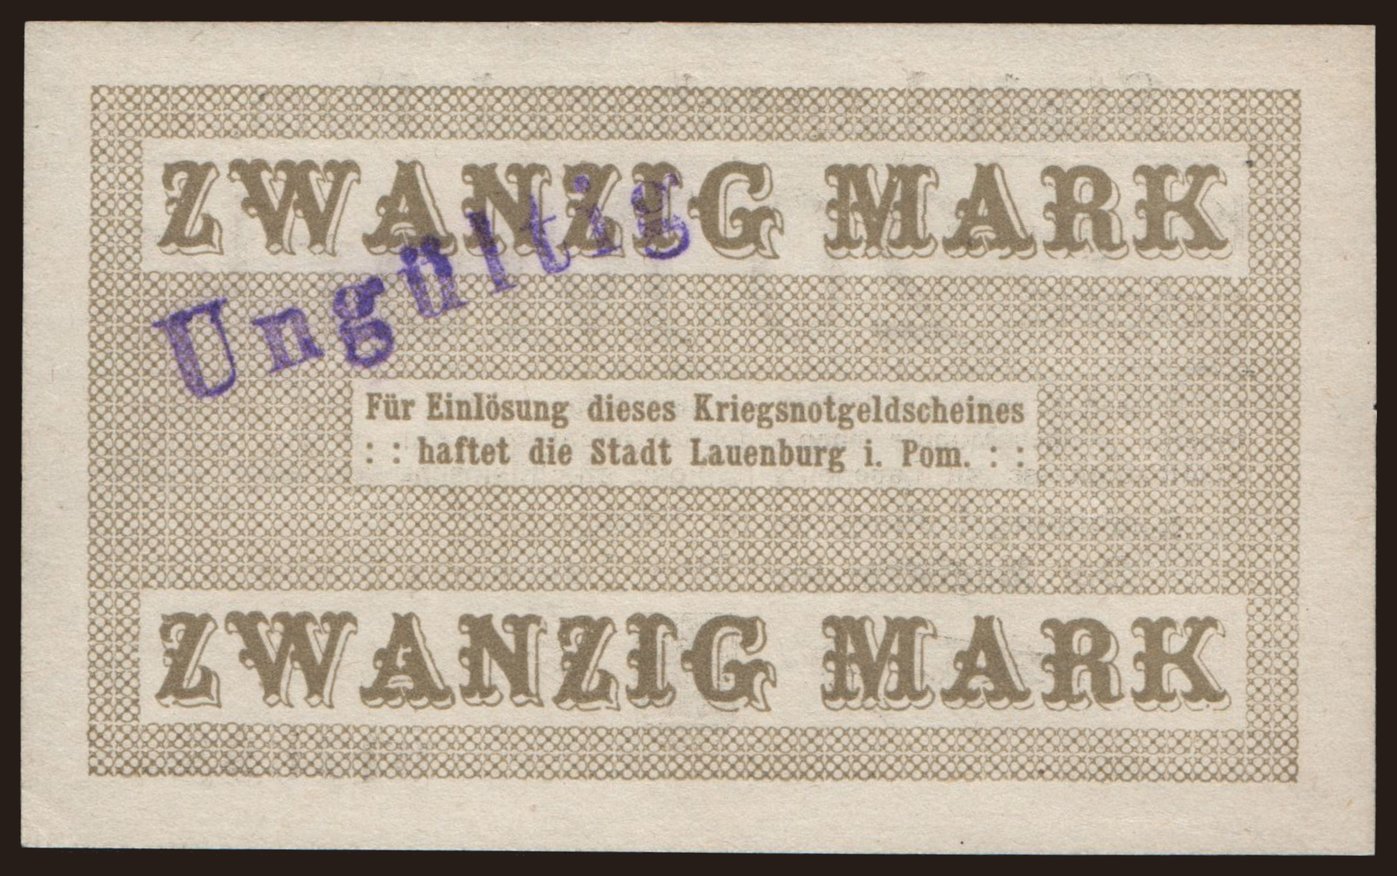 ZWANZIG MARK
Ungültig
Für Einlösung dieses Kriegsnotgeldscheines
: : haftet die Stadt Lauenburg i. Pom. : :
ZWANZIG MARK